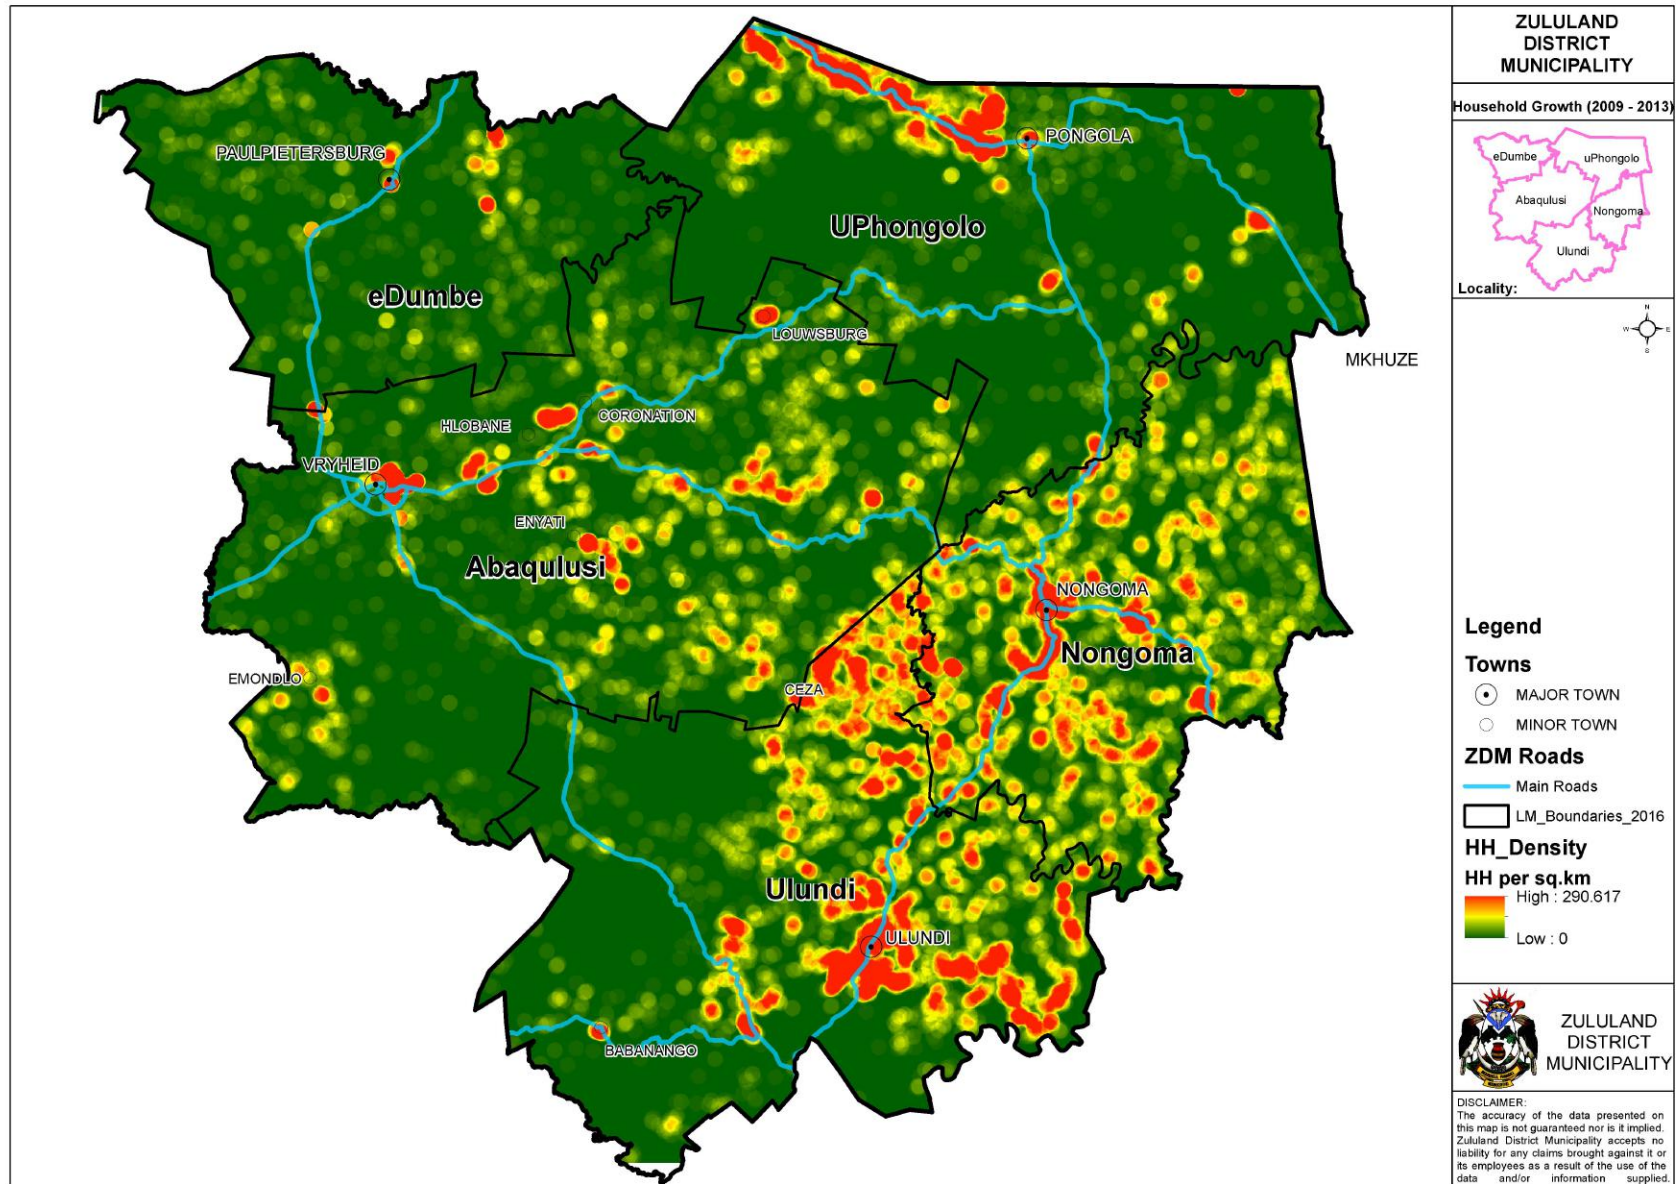 ZULULAND
DISTRICT
MUNICIPALITY
Household Growth (2009 - 2013)
eDumbe
uPhongolo
Abaqulusi
Nongoma
Ulundi
Locality:
N
W
E
S
PONGOLA
PAULPIETERSBURG
UPhongolo
eDumbe
LOUWSBURG
MKHUZE
CORONATION
HLOBANE
VRYHEID
ENYATI
Abaqulusi
NONGOMA
Nongoma
EMONDLO
CEZA
Ulundi
ULUNDI
BABANANGO
Legend
Towns
MAJOR TOWN
MINOR TOWN
ZDM Roads
Main Roads
LM_Boundaries_2016
HH_Density
HH per sq.km
High : 290.617
Low : 0
ZULULAND
DISTRICT
MUNICIPALITY
DISCLAIMER:
The accuracy of the data presented on
this map is not guaranteed nor is it implied.
Zululand District Municipality accepts no
liability for any claims brought against it or
its employees as a result of the use of the
data and/or information supplied.